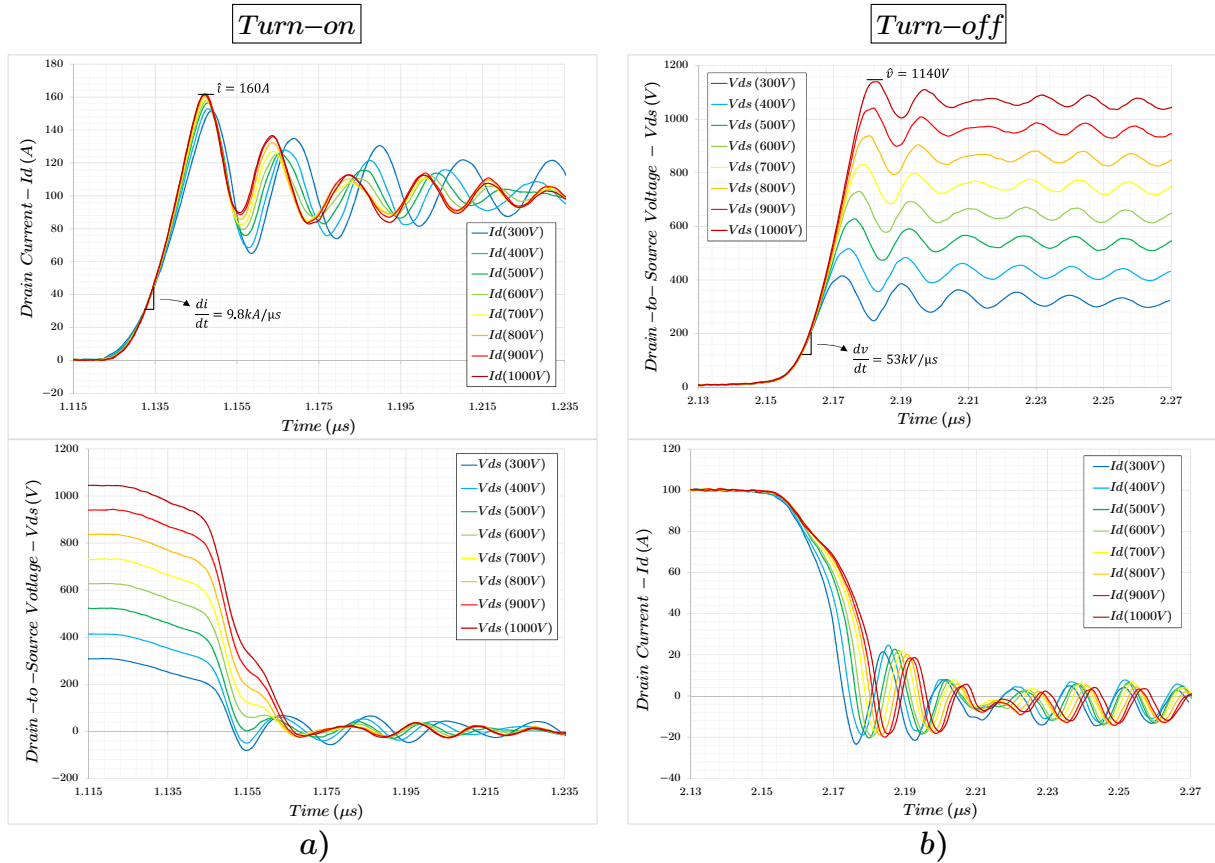 Turn−on
Turn−off
Drain Current − Id (A)
180
160
140
120
100
80
60
40
20
0
−20
î = 160A
di/dt = 9.8kA/µs
Id(300V)
Id(400V)
Id(500V)
Id(600V)
Id(700V)
Id(800V)
Id(900V)
Id(1000V)
1.115 1.135 1.155 1.175 1.195 1.215 1.235
Time (µs)
Drain−to−Source Voltage − Vds (V)
1200
1000
800
600
400
200
0
Vds (300V)
Vds (400V)
Vds (500V)
Vds (600V)
Vds (700V)
Vds (800V)
Vds (900V)
Vds (1000V)
v̂ = 1140V
dv/dt = 53kV/µs
2.13 2.15 2.17 2.19 2.21 2.23 2.25 2.27
Time (µs)
Drain−to−Source Votlage−Vds (V)
1200
1000
800
600
400
200
0
−200
Vds (300V)
Vds (400V)
Vds (500V)
Vds (600V)
Vds (700V)
Vds (800V)
Vds (900V)
Vds (1000V)
1.115 1.135 1.155 1.175 1.195 1.215 1.235
Time (µs)
Drain Current −Id (A)
120
100
80
60
40
20
0
−20
−40
Id(300V)
Id(400V)
Id(500V)
Id(600V)
Id(700V)
Id(800V)
Id(900V)
Id(1000V)
2.13 2.15 2.17 2.19 2.21 2.23 2.25 2.27
Time (µs)
a)
b)